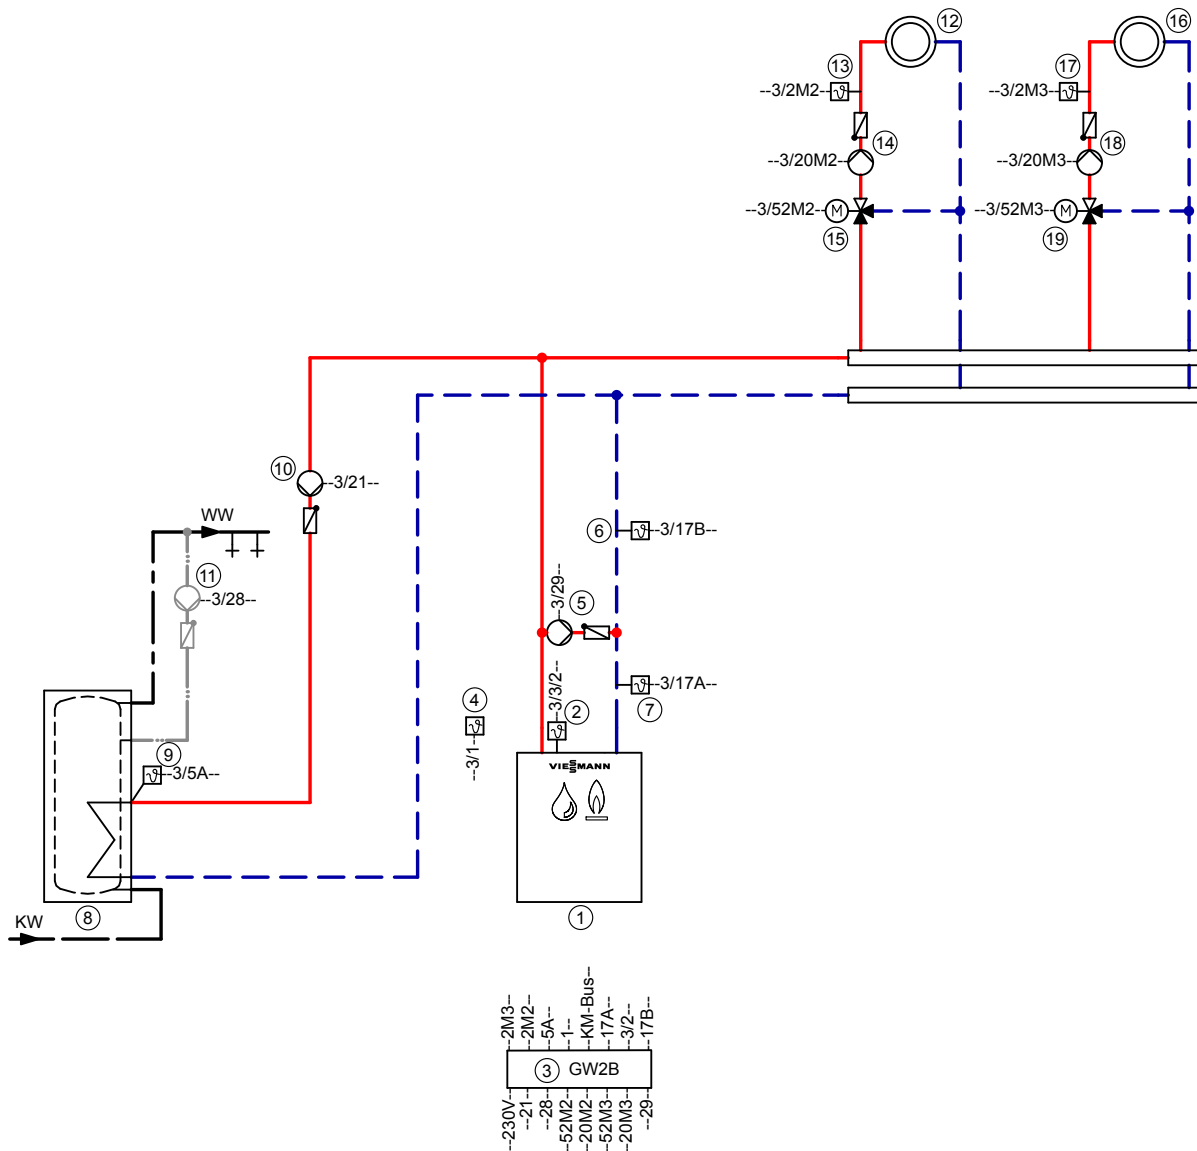 12
16
13
17
--3/2M2--
--3/2M3--
14
18
--3/20M2--
--3/20M3--
--3/52M2--
M
--3/52M3--
M
15
19
10
--3/21--
WW
6
--3/17B--
11
--3/28--
--3/29--
5
4
--3/1--
--3/3/2--
2
--3/17A--
7
9
--3/5A--
VIESMANN
8
1
KW
--2M3--
--2M2--
--5A--
--1--
--KM-Bus--
--17A--
--3/2--
--17B--
3
GW2B
--230V--
--21--
--28--
--52M2--
--20M2--
--52M3--
--20M3--
--29--